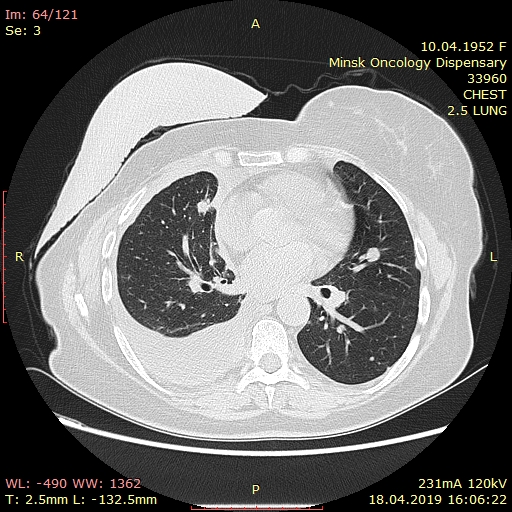 Im: 64/121
Se: 3
A
10.04.1952 F
Minsk Oncology Dispensary
33960
CHEST
2.5 LUNG
R
L
WL: -490 WW: 1362
T: 2.5mm L: -132.5mm
P
231mA 120kV
18.04.2019 16:06:22